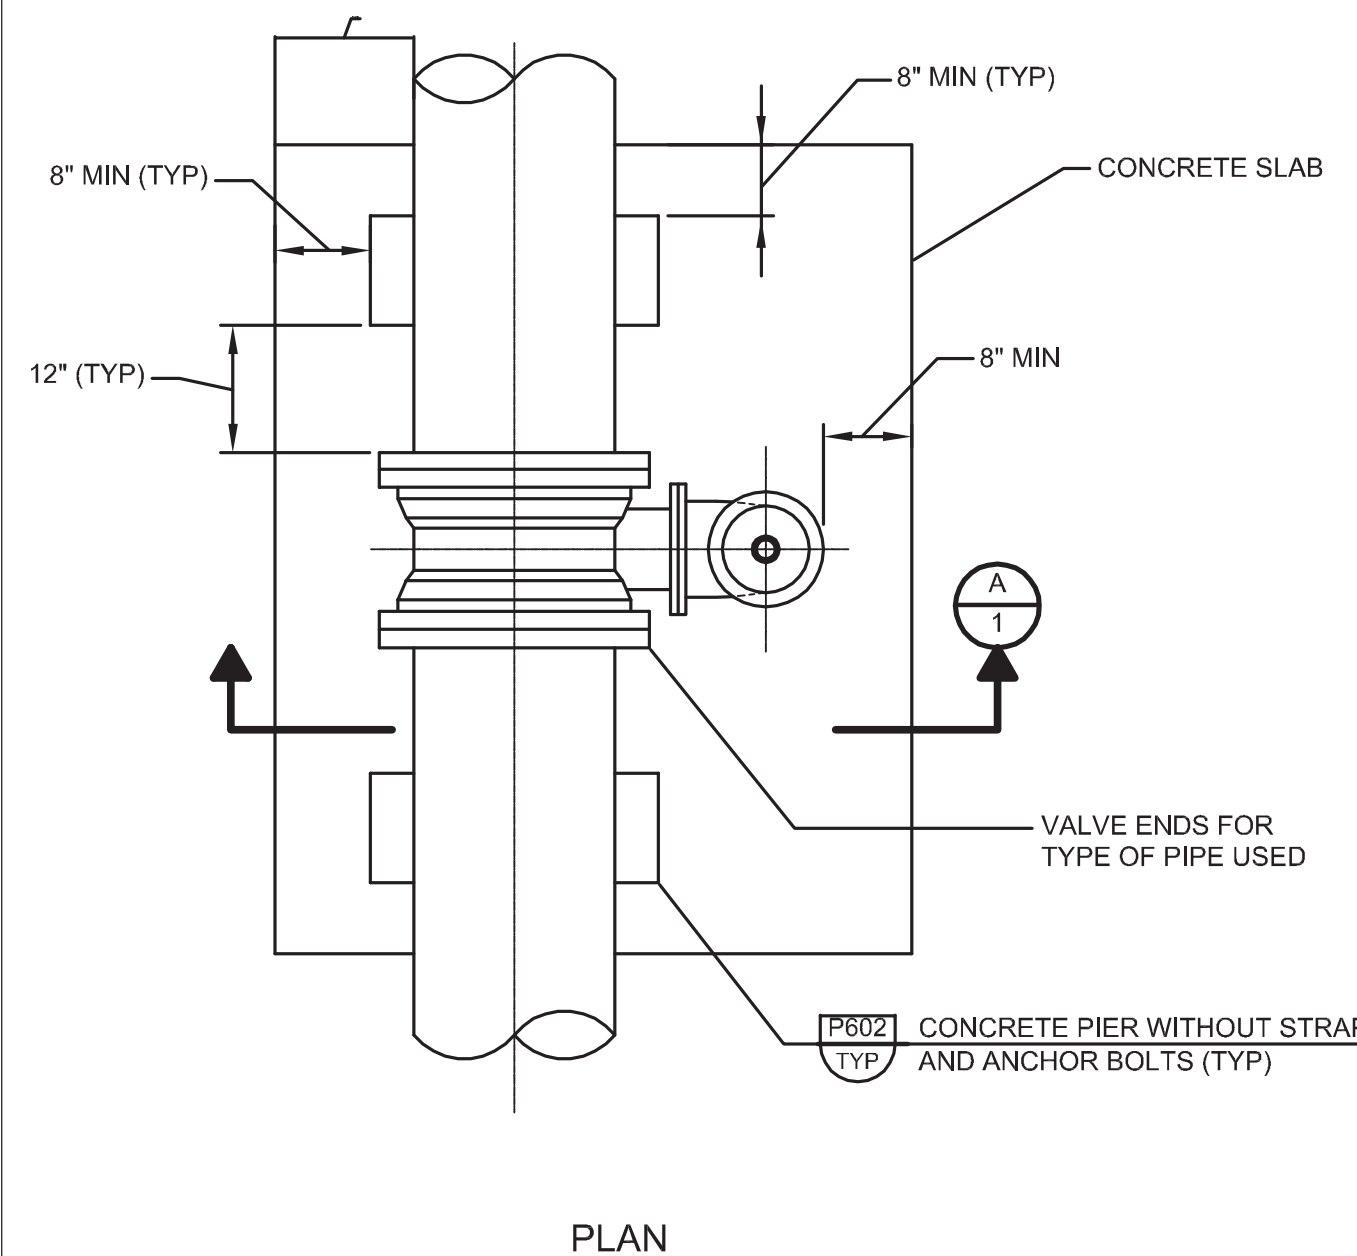 8" MIN (TYP)
CONCRETE SLAB
8" MIN (TYP)
12" (TYP)
8" MIN
A
1
VALVE ENDS FOR
TYPE OF PIPE USED
P602
TYP
CONCRETE PIER WITHOUT STRAP
AND ANCHOR BOLTS (TYP)
PLAN